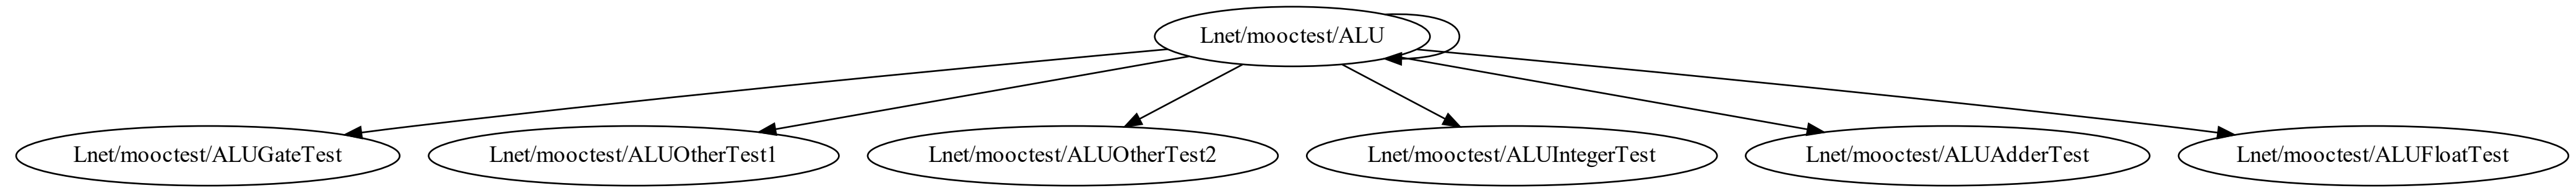 Lnet/mooctest/ALU
Lnet/mooctest/ALUGateTest
Lnet/mooctest/ALUOtherTest1
Lnet/mooctest/ALUOtherTest2
Lnet/mooctest/ALUIntegerTest
Lnet/mooctest/ALUAdderTest
Lnet/mooctest/ALUFloatTest